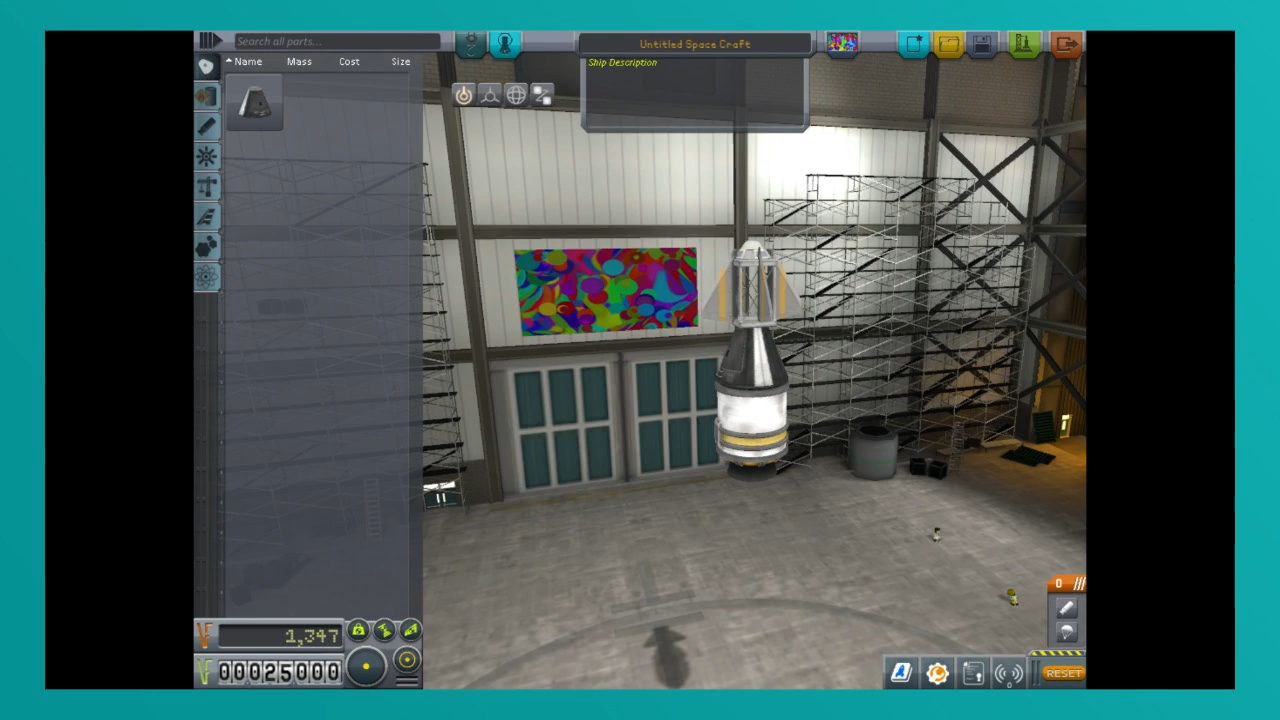 Search all parts...
Untitled Space Craft
Name Mass Cost Size
Ship Description
0
1,347
00025000
RESET